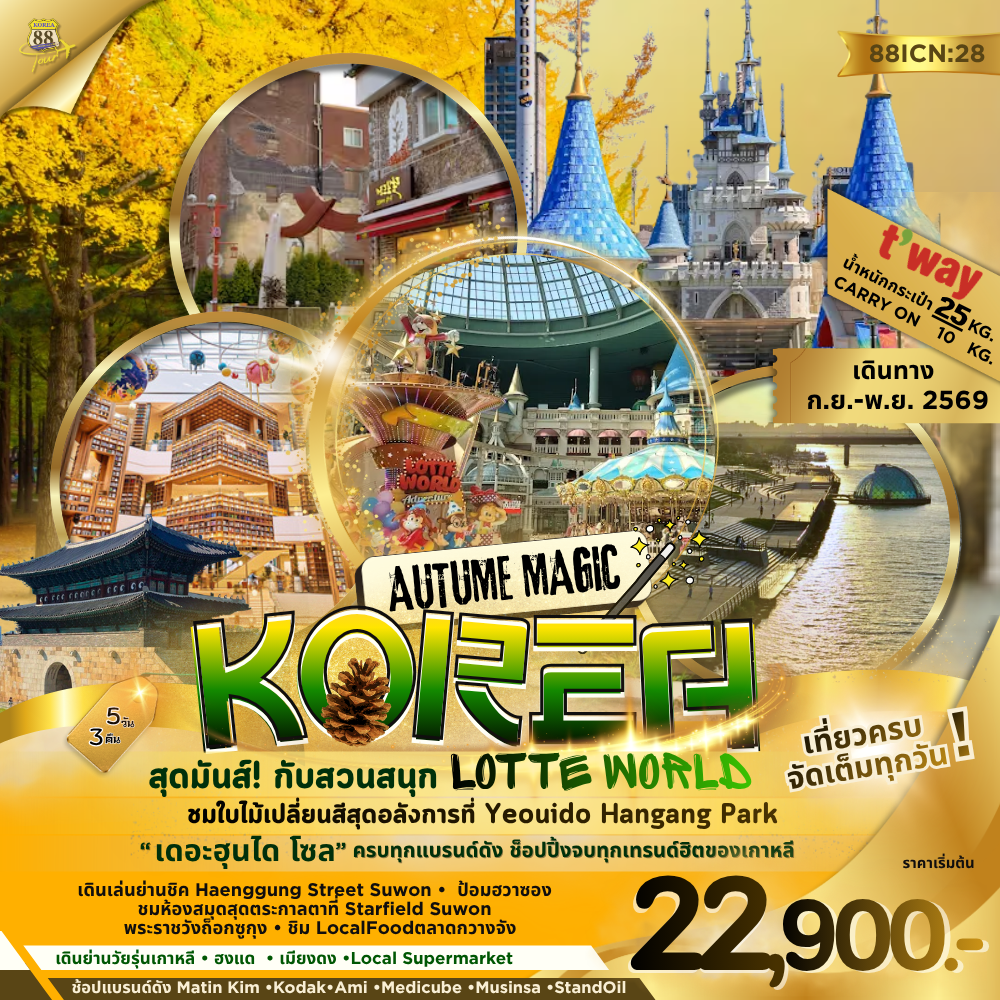 KOREA
88
Tour
88ICN:28
GYRO DROP
t'way
น้ำหนักกระเป๋า 25 KG.
CARRY ON 10 KG.
เดินทาง
ก.ย.-พ.ย. 2569
LOTTE
WORLD
Adventure
AUTUME MAGIC
KOREA
5วัน
3คืน
เที่ยวครบ
จัดเต็มทุกวัน!
สุดมันส์! กับสวนสนุก LOTTE WORLD
ชมใบไม้เปลี่ยนสีสุดอลังการที่ Yeouido Hangang Park
“เดอะฮุนได โซล” ครบทุกแบรนด์ดัง ช็อปปิ้งจบทุกเทรนด์ฮิตของเกาหลี
เดินเล่นย่านชิค Haenggung Street Suwon • ป้อมฮวาซอง
ชมห้องสมุดสุดตระกาลตาที่ Starfield Suwon
พระราชวังถ็อกซูกุง • ชิม LocalFoodตลาดกวางจัง
ราคาเริ่มต้น
22,900.-
เดินย่านวัยรุ่นเกาหลี • ฮงแด • เมียงดง •Local Supermarket
ช้อปแบรนด์ดัง Matin Kim •Kodak•Ami •Medicube •Musinsa •StandOil